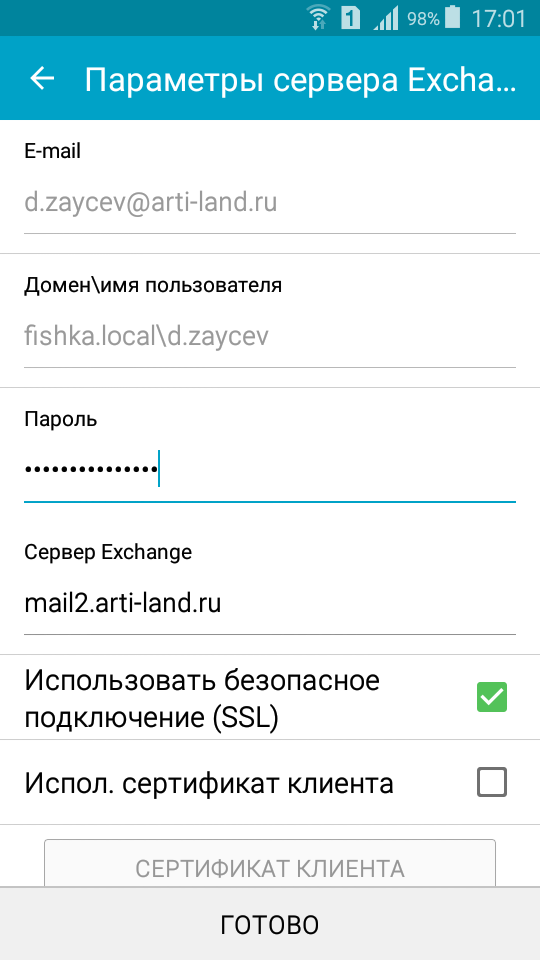 1 98% 17:01
Параметры сервера Excha...
E-mail
d.zaycev@arti-land.ru
Домен\имя пользователя
fishka.local\d.zaycev
Пароль
•••••••••••••••
Сервер Exchange
mail2.arti-land.ru
Использовать безопасное
подключение (SSL)
Испол. сертификат клиента
СЕРТИФИКАТ КЛИЕНТА
ГОТОВО